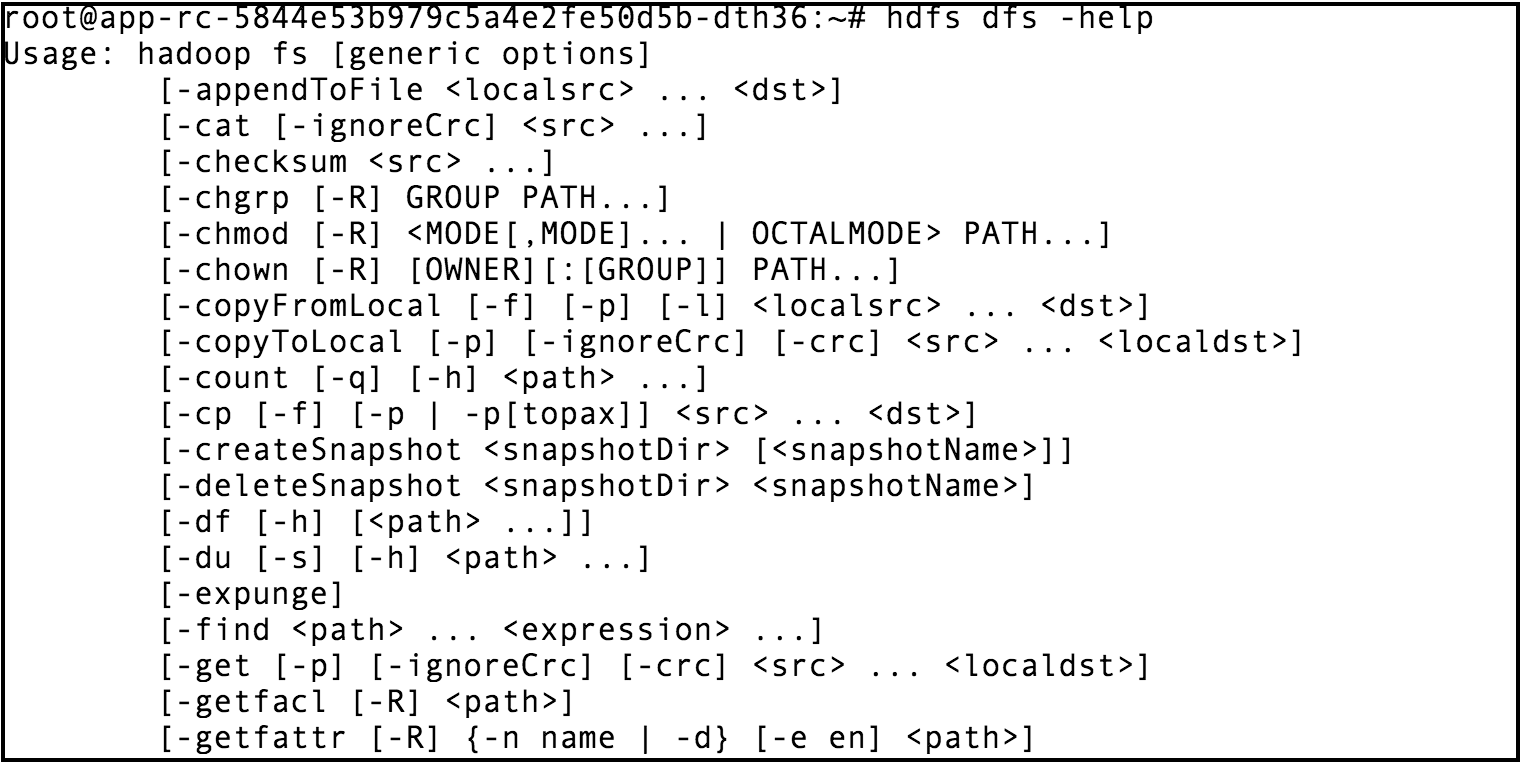 root@app-rc-5844e53b979c5a4e2fe50d5b-dth36:~# hdfs dfs -help
Usage: hadoop fs [generic options]
        [-appendToFile <localsrc> ... <dst>]
        [-cat [-ignoreCrc] <src> ...]
        [-checksum <src> ...]
        [-chgrp [-R] GROUP PATH...]
        [-chmod [-R] <MODE[,MODE]... | OCTALMODE> PATH...]
        [-chown [-R] [OWNER][:[GROUP]] PATH...]
        [-copyFromLocal [-f] [-p] [-l] <localsrc> ... <dst>]
        [-copyToLocal [-p] [-ignoreCrc] [-crc] <src> ... <localdst>]
        [-count [-q] [-h] <path> ...]
        [-cp [-f] [-p | -p[topax]] <src> ... <dst>]
        [-createSnapshot <snapshotDir> [<snapshotName>]]
        [-deleteSnapshot <snapshotDir> <snapshotName>]
        [-df [-h] [<path> ...]]
        [-du [-s] [-h] <path> ...]
        [-expunge]
        [-find <path> ... <expression> ...]
        [-get [-p] [-ignoreCrc] [-crc] <src> ... <localdst>]
        [-getfacl [-R] <path>]
        [-getfattr [-R] {-n name | -d} [-e en] <path>]